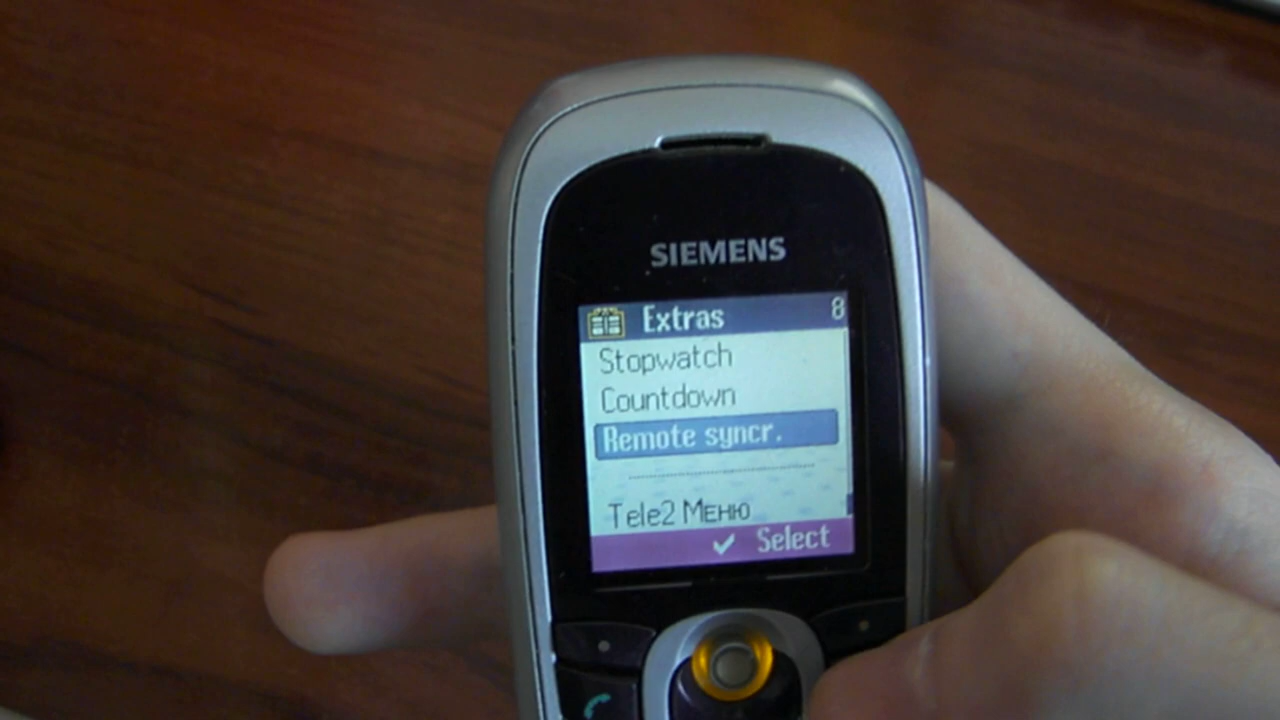 SIEMENS
Extras 8
Stopwatch
Countdown
Remote syncr.
Tele2 Меню
Select